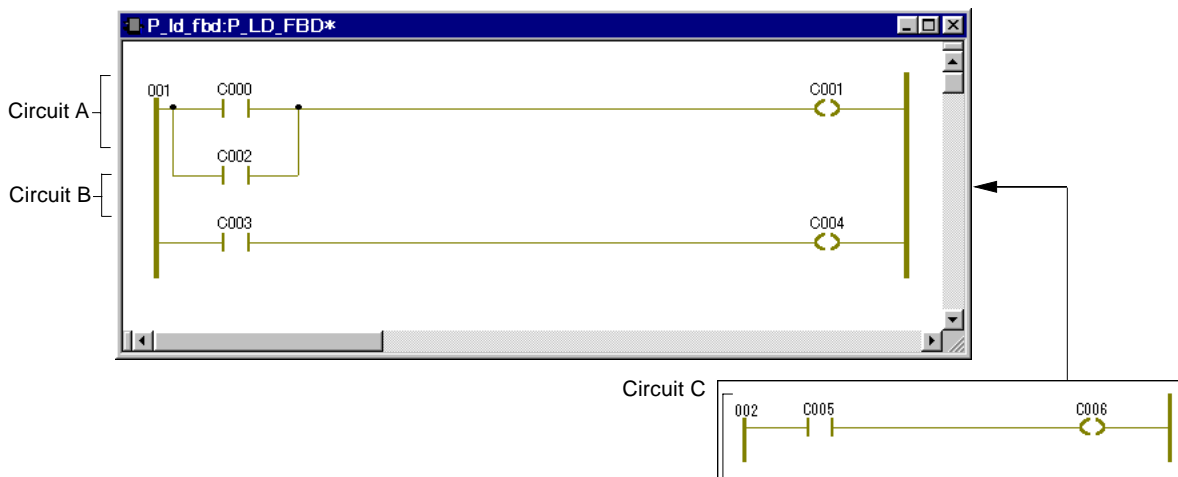 P_ld_fbd:P_LD_FBD*
Circuit A
001
C000
C001
C002
Circuit B
C003
C004
Circuit C
002
C005
C006